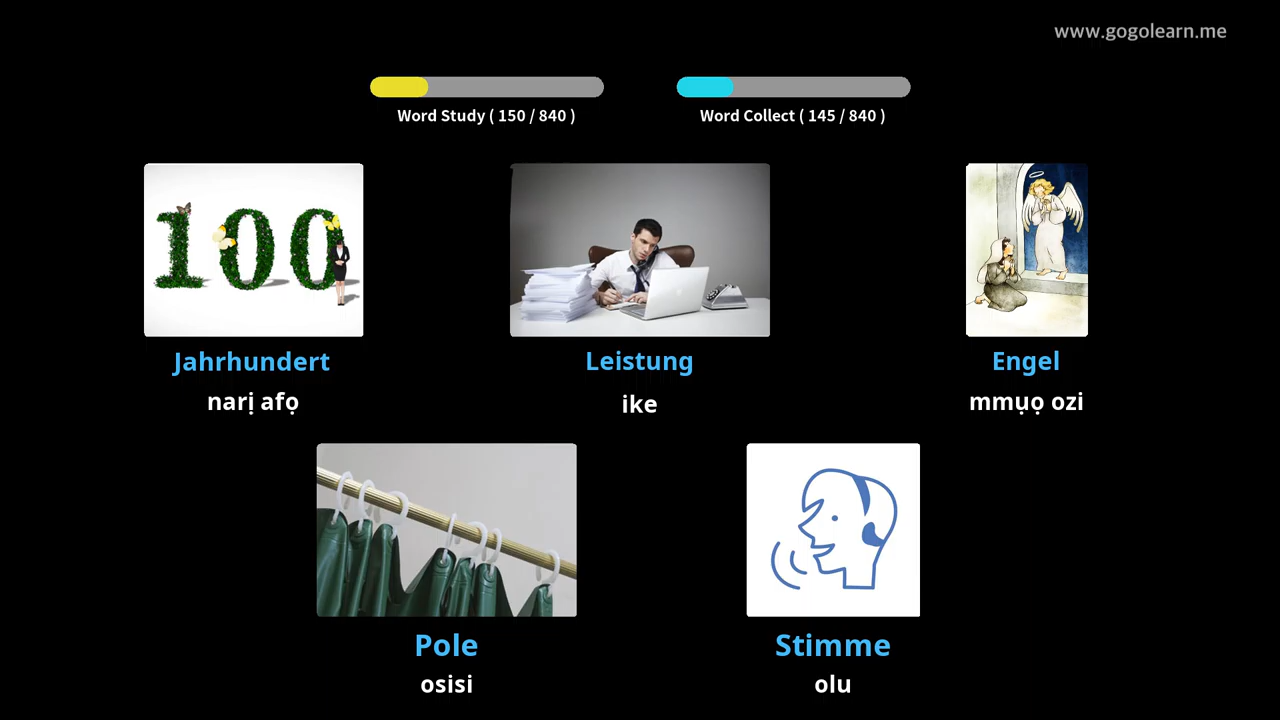 www.gogolearn.me
Word Study ( 150 / 840 )
Word Collect ( 145 / 840 )
100
Jahrhundert
narị afọ
Leistung
ike
Engel
mmụọ ozi
Pole
osisi
Stimme
olu